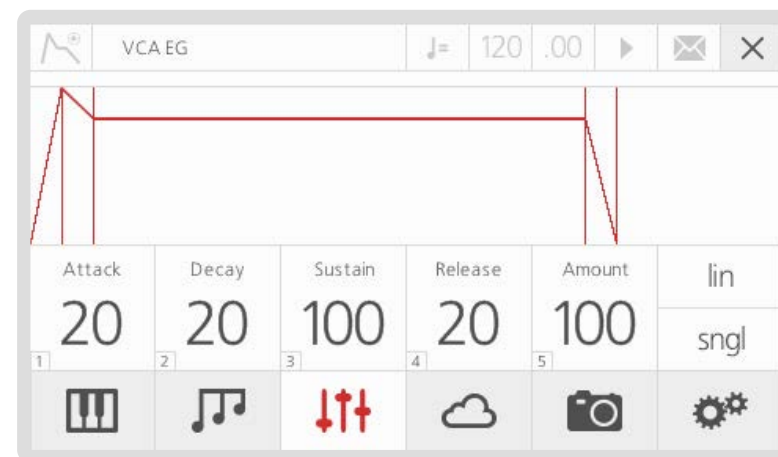 VCA EG ♩= 120 .00
Attack Decay Sustain Release Amount lin
20 20 100 20 100 sngl
1 2 3 4 5